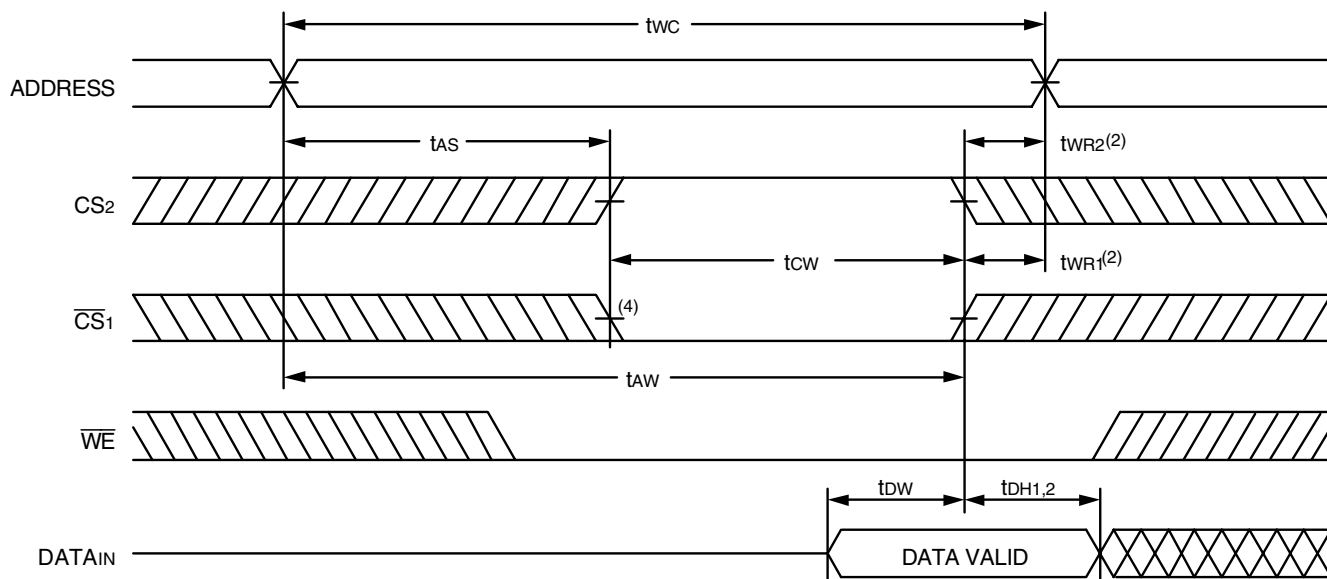 tWC
ADDRESS
tAS
tWR2(2)
CS2
tCW
tWR1(2)
CS1
(4)
tAW
WE
tDW
tDH1,2
DATAIN
DATA VALID